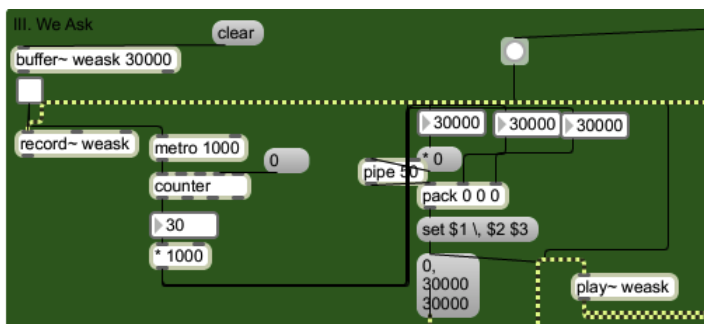 III. We Ask
clear
buffer~ weask 30000
30000
30000
30000
record~ weask
metro 1000
0
* 0
pipe 50
counter
pack 0 0 0
30
set $1 \, $2 $3
* 1000
0,
30000
30000
play~ weask